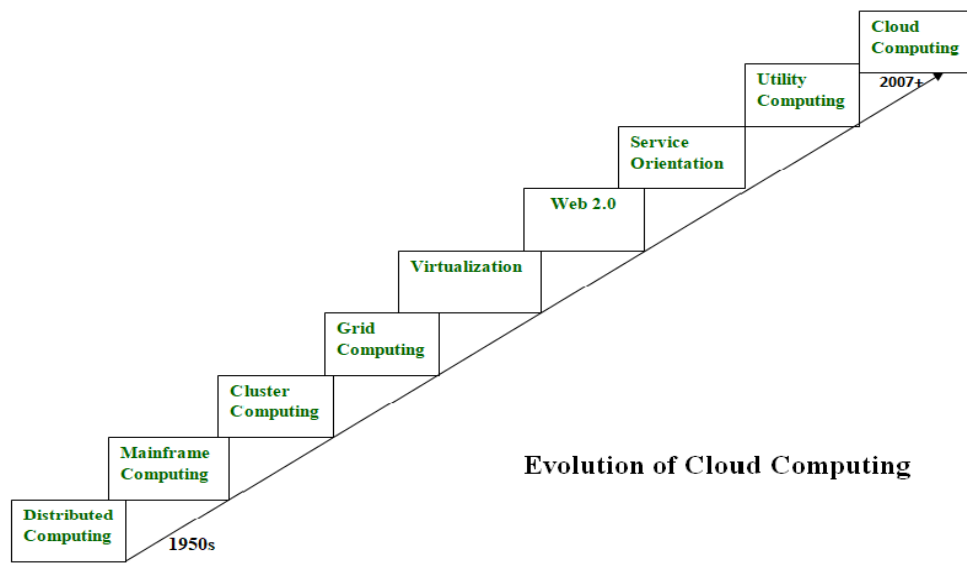 Cloud
Computing
2007+
Utility
Computing
Service
Orientation
Web 2.0
Virtualization
Grid
Computing
Cluster
Computing
Mainframe
Computing
Evolution of Cloud Computing
Distributed
Computing
1950s